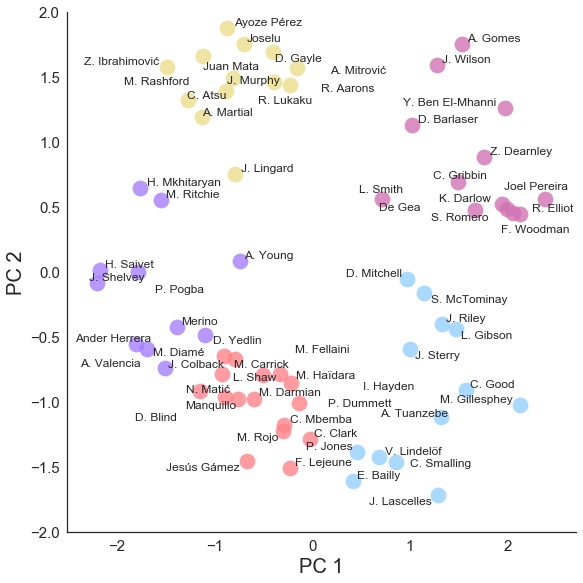 2.0
Ayoze Pérez
Joselu
A. Gomes
Z. Ibrahimović
D. Gayle
J. Wilson
Juan Mata
A. Mitrović
1.5
M. Rashford
J. Murphy
R. Aarons
C. Atsu
R. Lukaku
Y. Ben El-Mhanni
A. Martial
D. Barlaser
1.0
Z. Dearnley
J. Lingard
C. Gribbin
H. Mkhitaryan
L. Smith
Joel Pereira
M. Ritchie
K. Darlow
0.5
De Gea
R. Elliot
S. Romero
F. Woodman
A. Young
PC 2
0.0
H. Saivet
D. Mitchell
J. Shelvey
P. Pogba
S. McTominay
Merino
J. Riley
−0.5
Ander Herrera
D. Yedlin
L. Gibson
M. Diamé
M. Fellaini
J. Sterry
A. Valencia
J. Colback
M. Carrick
L. Shaw
M. Haïdara
N. Matić
M. Darmian
I. Hayden
C. Good
−1.0
Manquillo
P. Dummett
M. Gillesphey
D. Blind
C. Mbemba
A. Tuanzebe
M. Rojo
C. Clark
P. Jones
V. Lindelöf
−1.5
Jesús Gámez
F. Lejeune
C. Smalling
E. Bailly
J. Lascelles
−2.0
−2
−1
0
1
2
PC 1